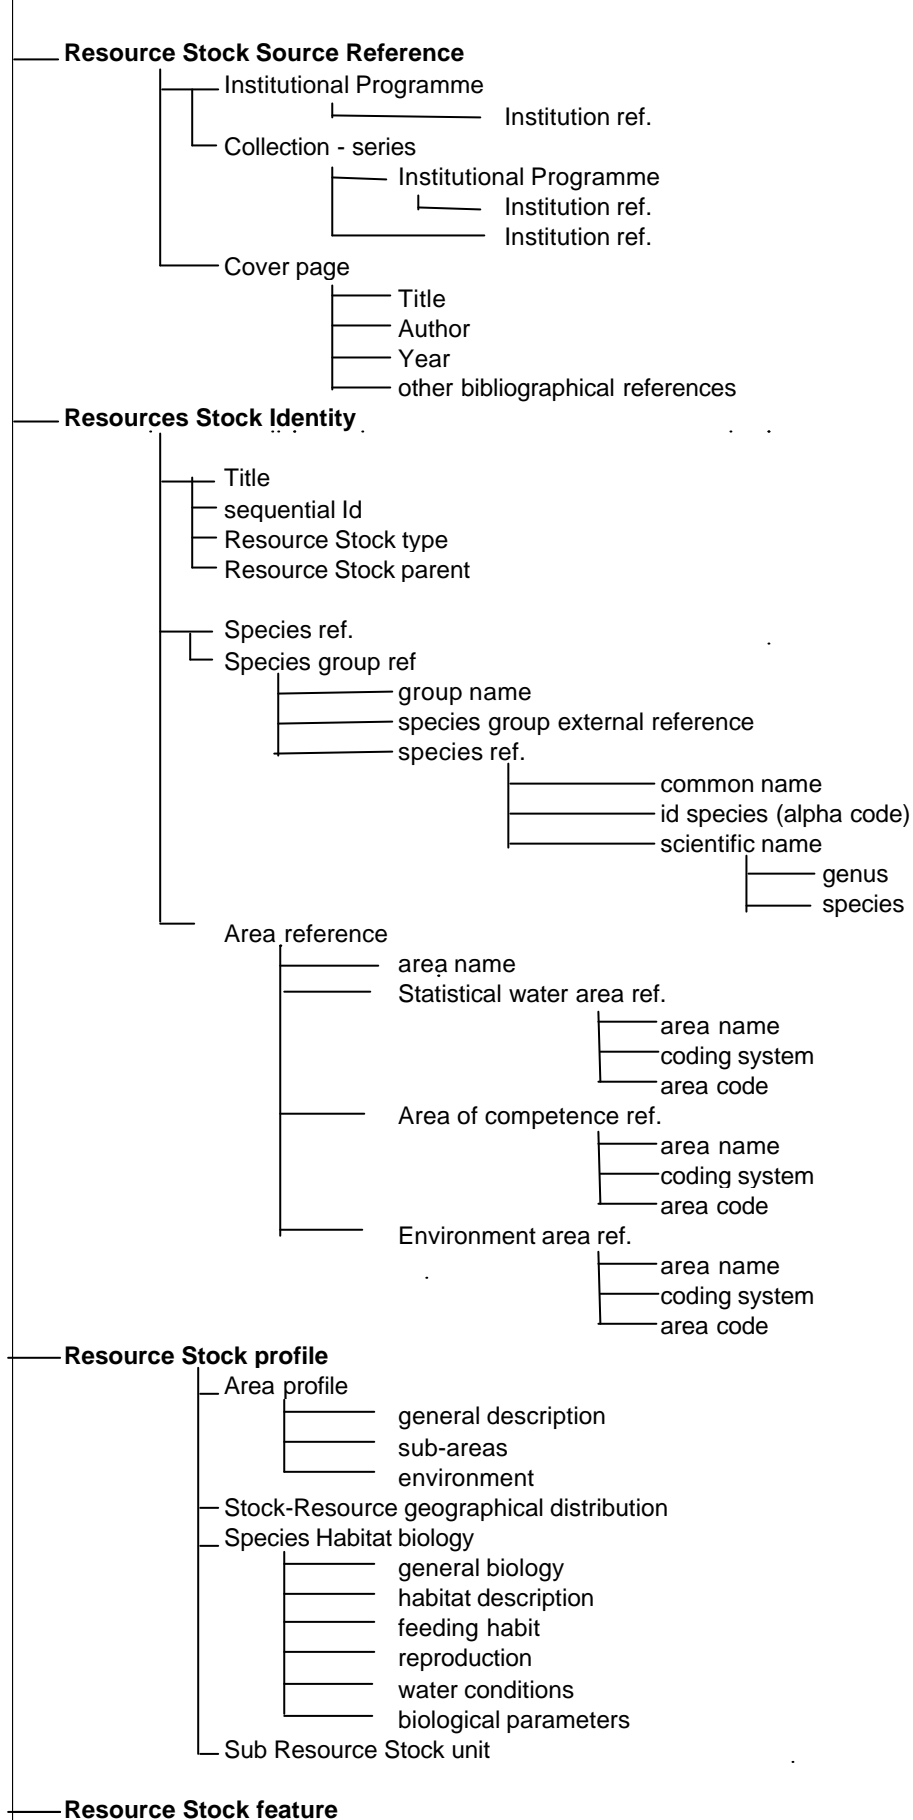 Resource Stock Source Reference
Institutional Programme
Institution ref.
Collection - series
Institutional Programme
Institution ref.
Institution ref.
Cover page
Title
Author
Year
other bibliographical references
Resources Stock Identity
Title
sequential Id
Resource Stock type
Resource Stock parent
Species ref.
Species group ref
group name
species group external reference
species ref.
common name
id species (alpha code)
scientific name
genus
species
Area reference
area name
Statistical water area ref.
area name
coding system
area code
Area of competence ref.
area name
coding system
area code
Environment area ref.
area name
coding system
area code
Resource Stock profile
Area profile
general description
sub-areas
environment
Stock-Resource geographical distribution
Species Habitat biology
general biology
habitat description
feeding habit
reproduction
water conditions
biological parameters
Sub Resource Stock unit
Resource Stock feature